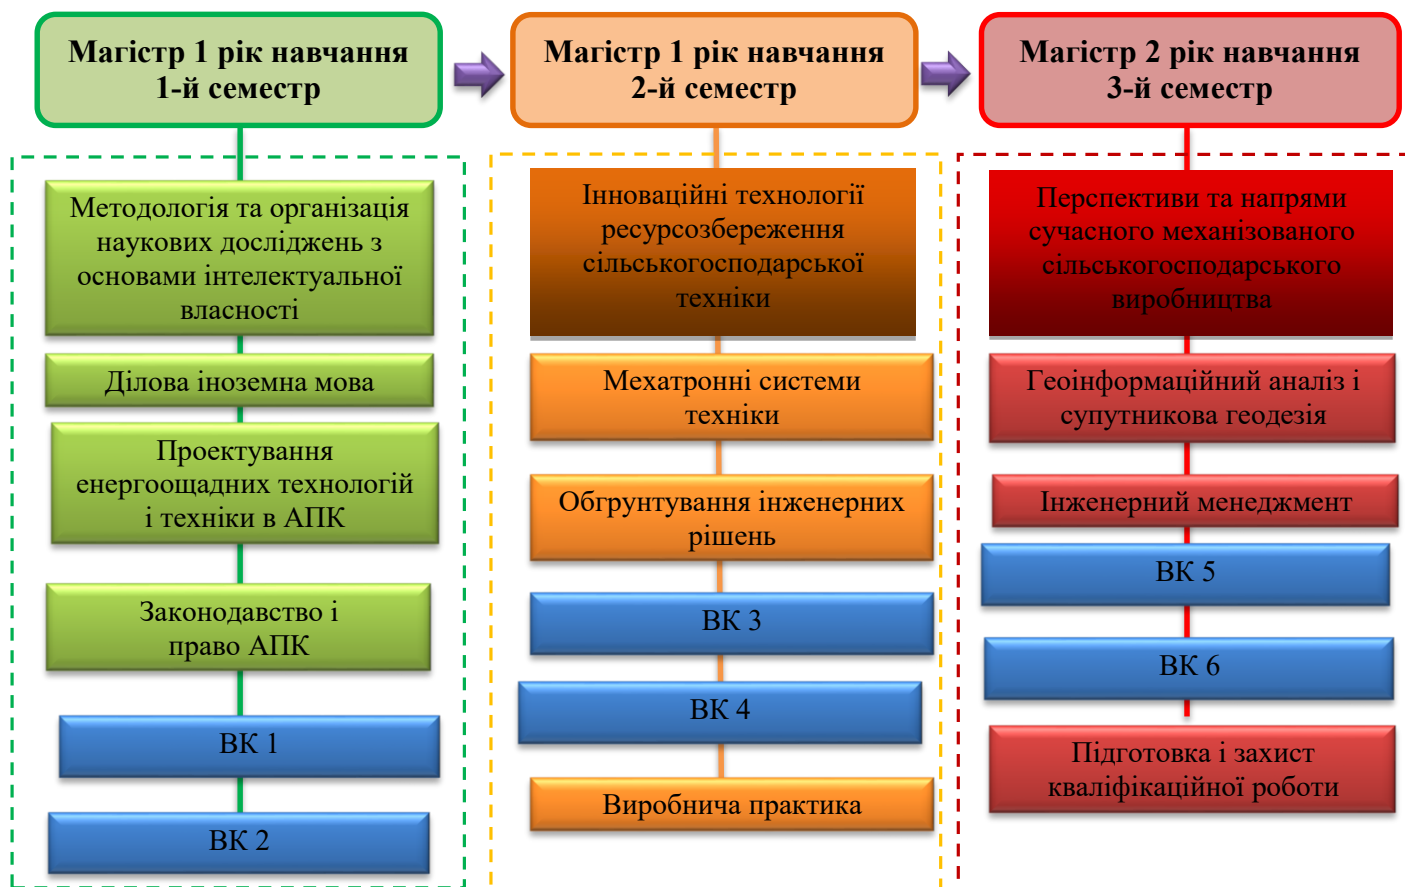 Магістр 1 рік навчання
1-й семестр
Методологія та організація
наукових досліджень з
основами інтелектуальної
власності
Ділова іноземна мова
Проектування
енергоощадних технологій
і техніки в АПК
Законодавство і
право АПК
ВК 1
ВК 2
Магістр 1 рік навчання
2-й семестр
Інноваційні технології
ресурсозбереження
сільськогосподарської
техніки
Мехатронні системи
техніки
Обгрунтування інженерних
рішень
ВК 3
ВК 4
Виробнича практика
Магістр 2 рік навчання
3-й семестр
Перспективи та напрями
сучасного механізованого
сільськогосподарського
виробництва
Геоінформаційний аналіз і
супутникова геодезія
Інженерний менеджмент
ВК 5
ВК 6
Підготовка і захист
кваліфікаційної роботи